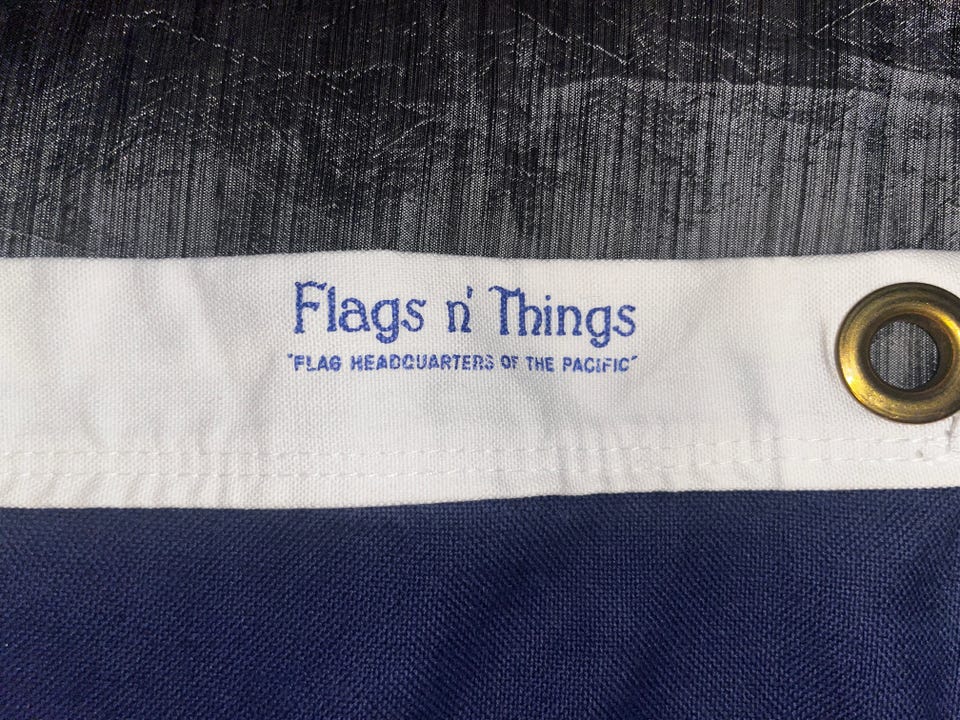 Flags n' Things
"FLAG HEADQUARTERS OF THE PACIFIC"